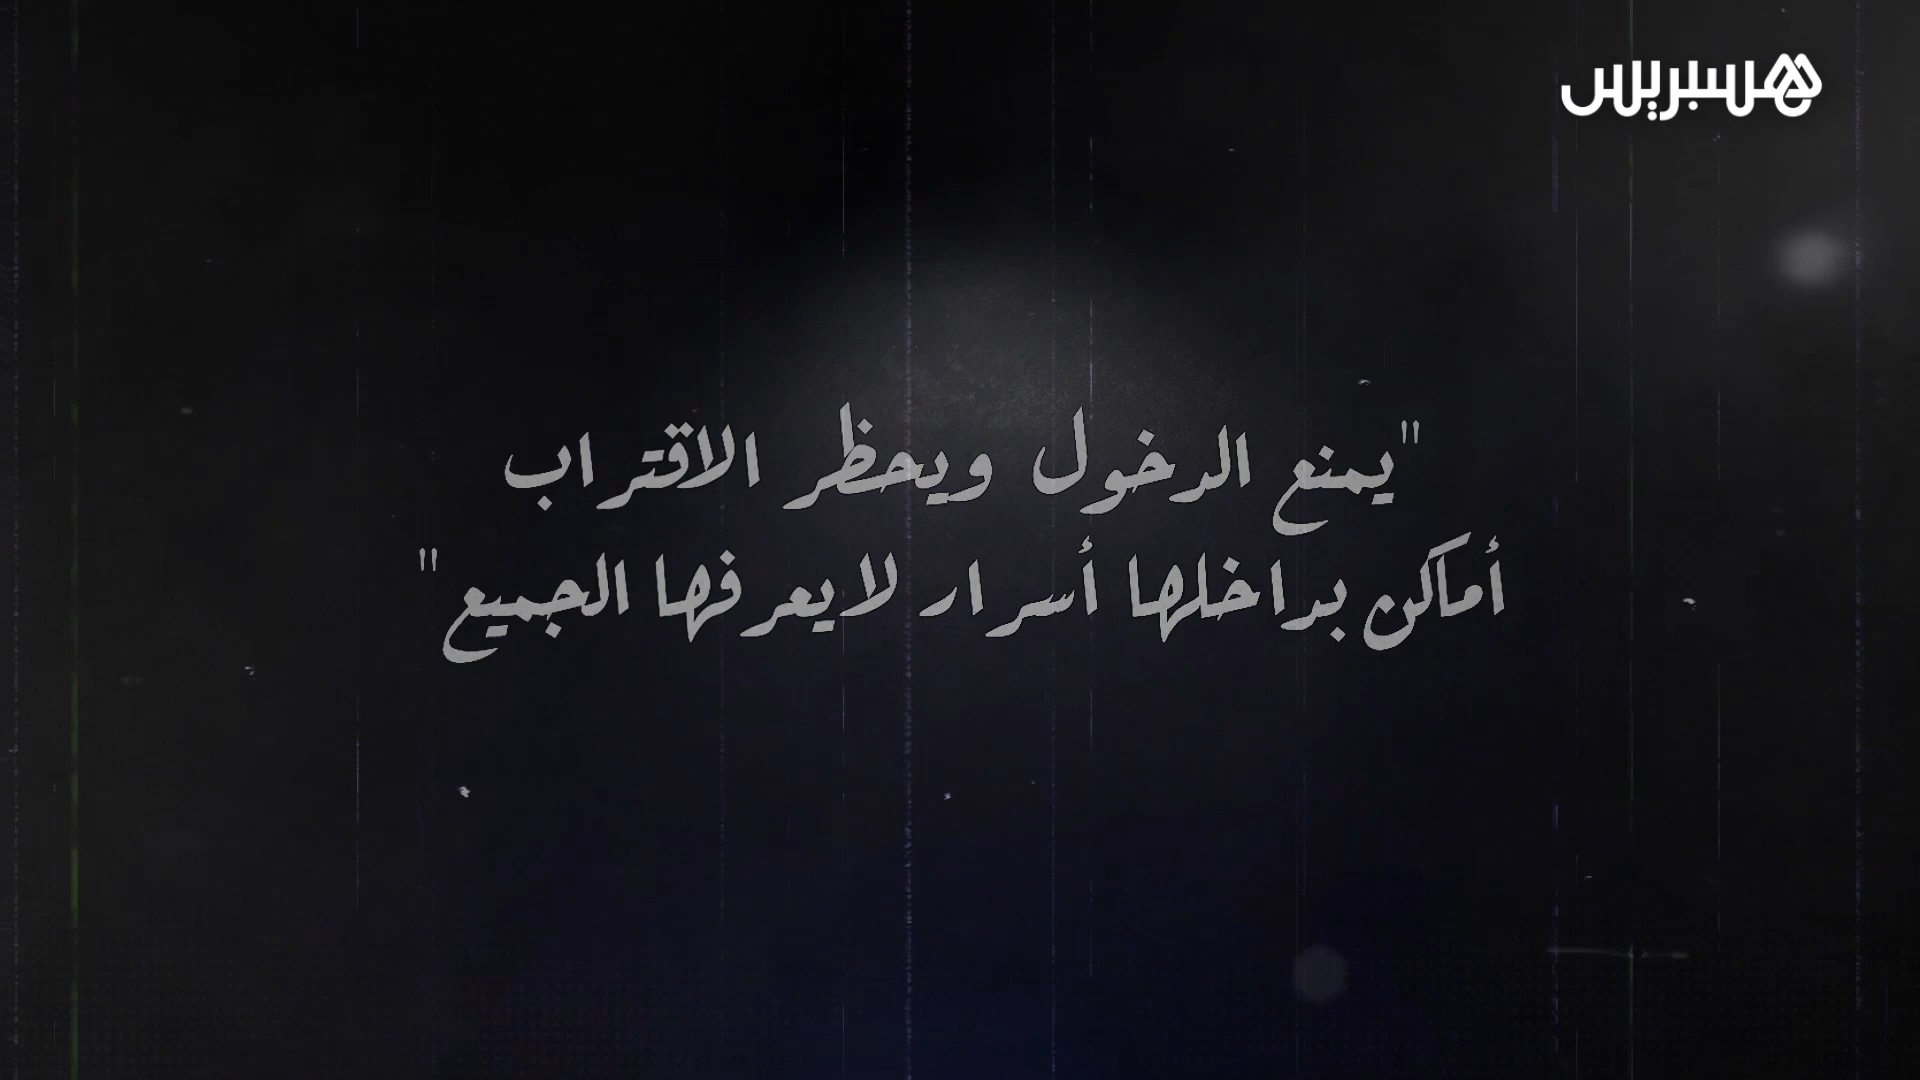 هسبريس
"يمنع الدخول ويحظر الاقتراب
أماكن بداخلها أسرار لايعرفها الجميع"